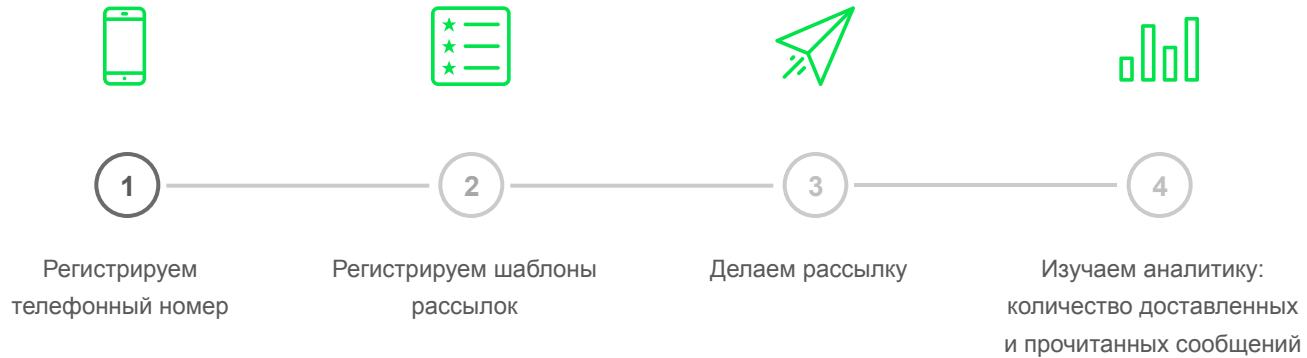 1
2
3
4
Регистрируем
телефонный номер
Регистрируем шаблоны
рассылок
Делаем рассылку
Изучаем аналитику:
количество доставленных
и прочитанных сообщений